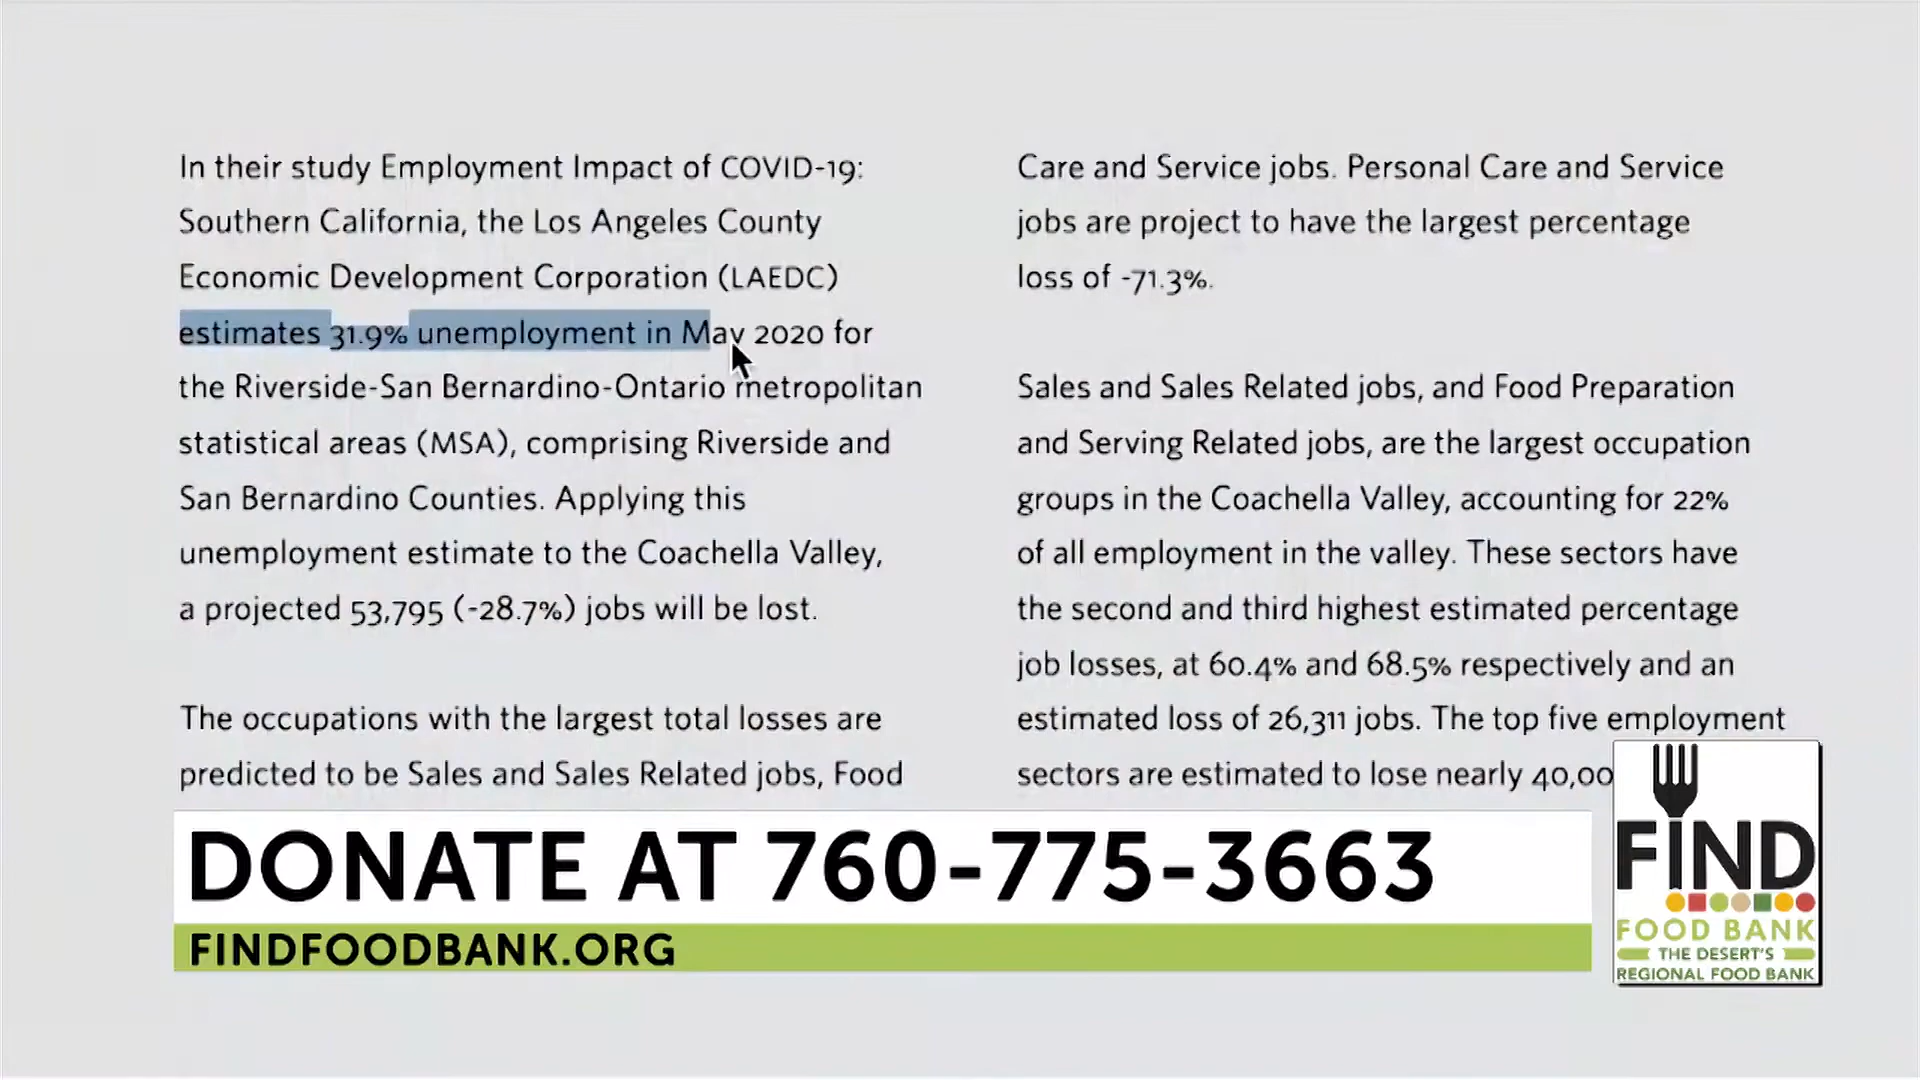 In their study Employment Impact of COVID-19:
Southern California, the Los Angeles County
Economic Development Corporation (LAEDC)
estimates 31.9% unemployment in May 2020 for
the Riverside-San Bernardino-Ontario metropolitan
statistical areas (MSA), comprising Riverside and
San Bernardino Counties. Applying this
unemployment estimate to the Coachella Valley,
a projected 53,795 (-28.7%) jobs will be lost.
The occupations with the largest total losses are
predicted to be Sales and Sales Related jobs, Food
Care and Service jobs. Personal Care and Service
jobs are project to have the largest percentage
loss of -71.3%.
Sales and Sales Related jobs, and Food Preparation
and Serving Related jobs, are the largest occupation
groups in the Coachella Valley, accounting for 22%
of all employment in the valley. These sectors have
the second and third highest estimated percentage
job losses, at 60.4% and 68.5% respectively and an
estimated loss of 26,311 jobs. The top five employment
sectors are estimated to lose nearly 40,00
DONATE AT 760-775-3663
FINDFOODBANK.ORG
FIND
FOOD BANK
THE DESERT'S
REGIONAL FOOD BANK